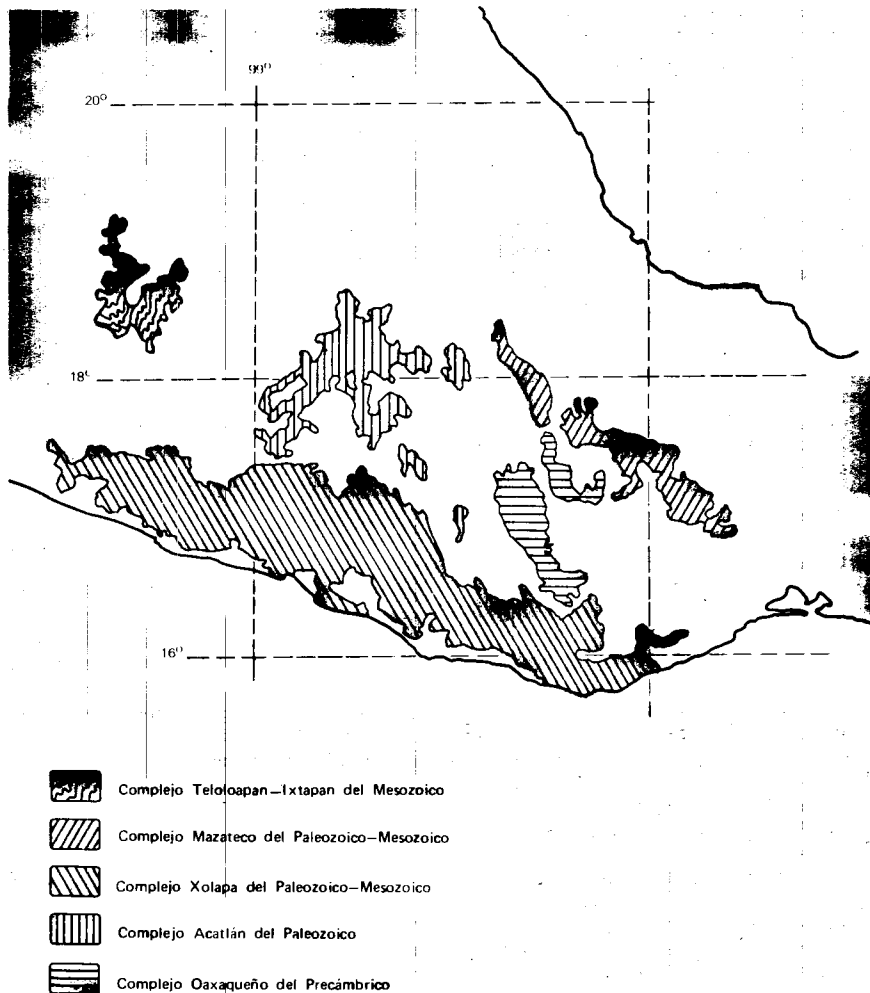 99°
20°
18°
16°
Complejo Teloloapan–Ixtapan del Mesozoico
Complejo Mazateco del Paleozoico–Mesozoico
Complejo Xolapa del Paleozoico–Mesozoico
Complejo Acatlán del Paleozoico
Complejo Oaxaqueño del Precámbrico